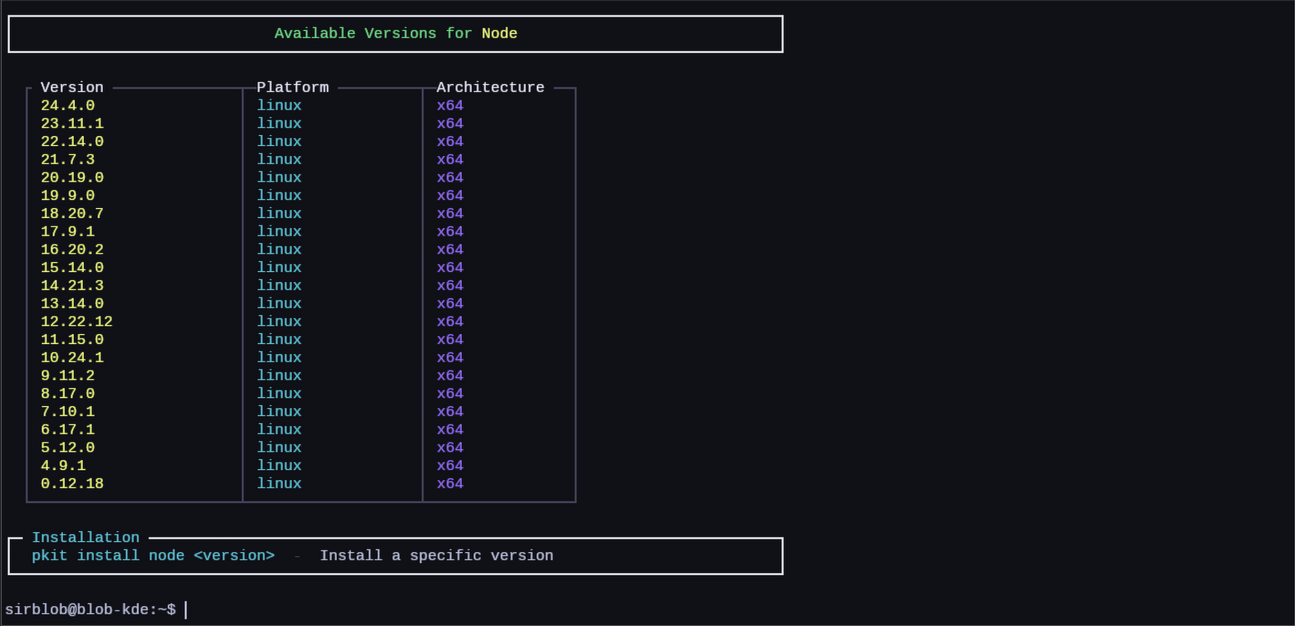 Available Versions for Node
Version Platform Architecture
24.4.0 linux x64
23.11.1 linux x64
22.14.0 linux x64
21.7.3 linux x64
20.19.0 linux x64
19.9.0 linux x64
18.20.7 linux x64
17.9.1 linux x64
16.20.2 linux x64
15.14.0 linux x64
14.21.3 linux x64
13.14.0 linux x64
12.22.12 linux x64
11.15.0 linux x64
10.24.1 linux x64
9.11.2 linux x64
8.17.0 linux x64
7.10.1 linux x64
6.17.1 linux x64
5.12.0 linux x64
4.9.1 linux x64
0.12.18 linux x64
Installation
pkit install node <version> - Install a specific version
sirblob@blob-kde:~$